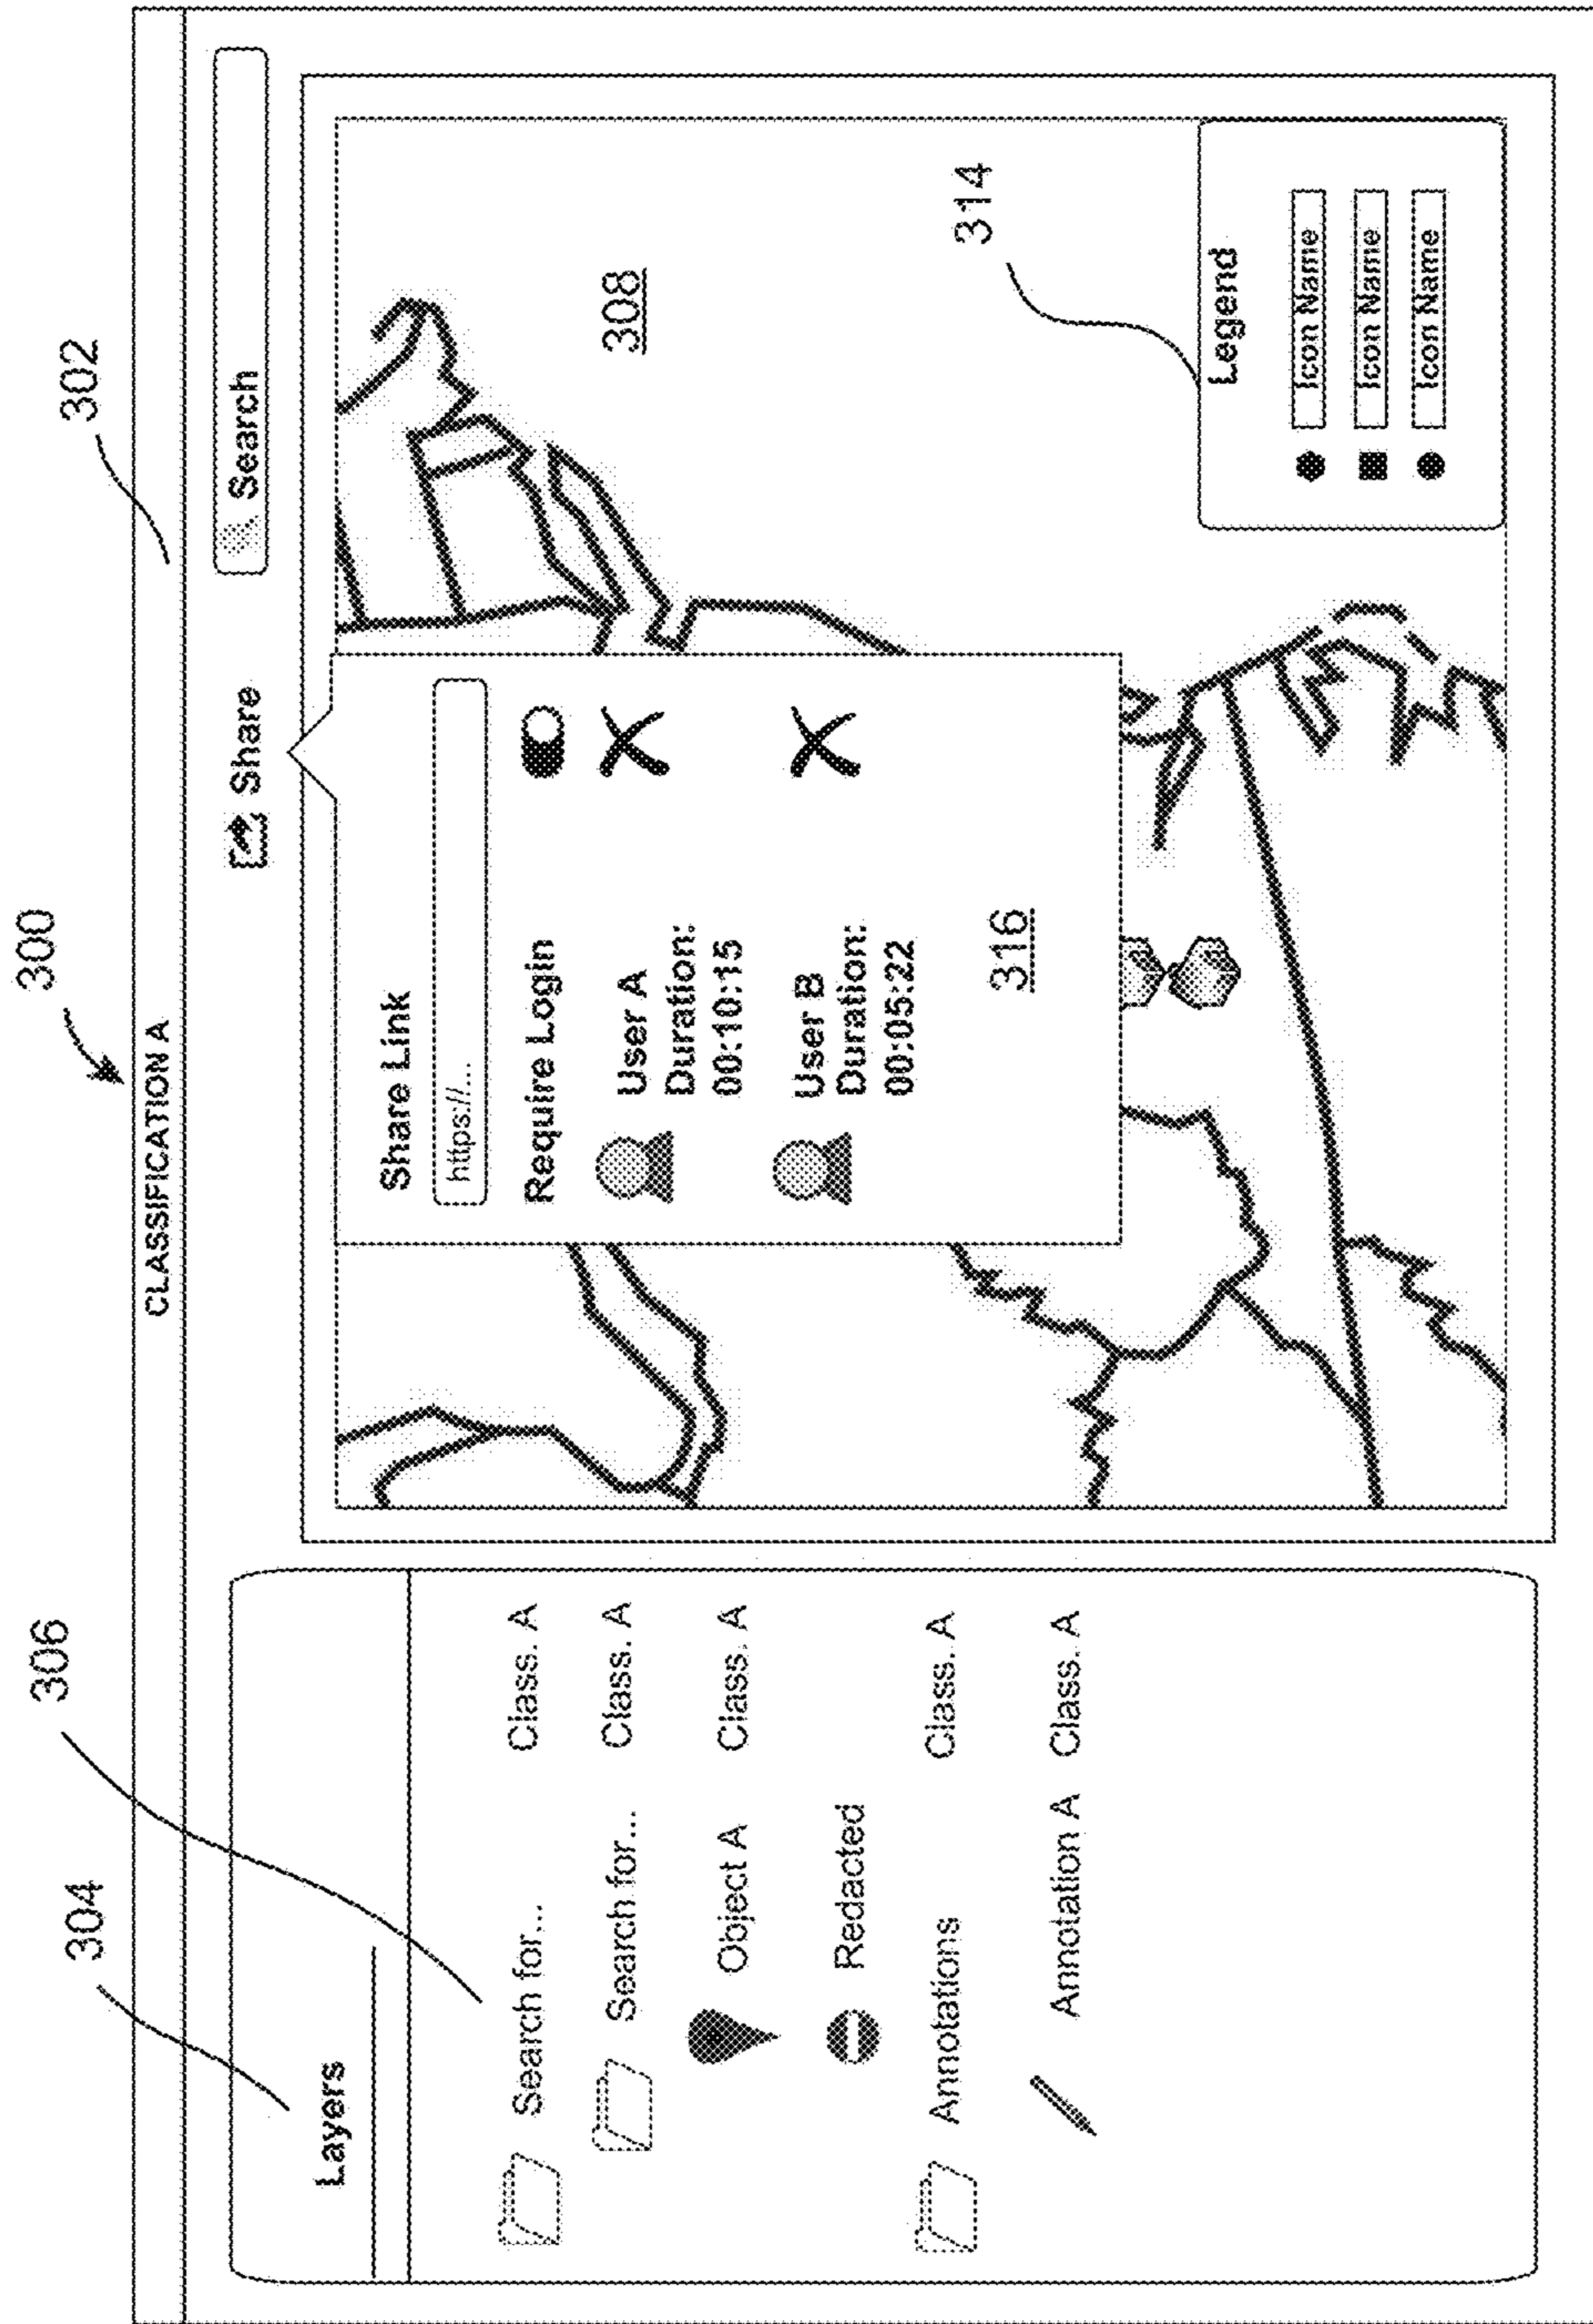 300
302
CLASSIFICATION A
304
306
Share
Search
Layers
Search for... Class. A
Search for... Class. A
Object A Class. A
Redacted
Annotations Class. A
Annotation A Class. A
Share Link
https://...
Require Login
User A
Duration:
00:10:15
User B
Duration:
00:05:22
316
308
314
Legend
Icon Name
Icon Name
Icon Name